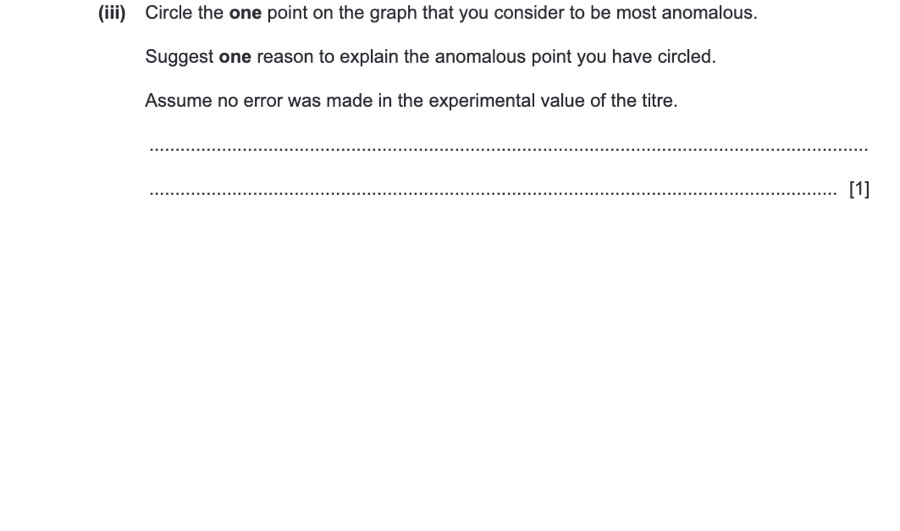 (iii) Circle the one point on the graph that you consider to be most anomalous.
Suggest one reason to explain the anomalous point you have circled.
Assume no error was made in the experimental value of the titre.
[1]